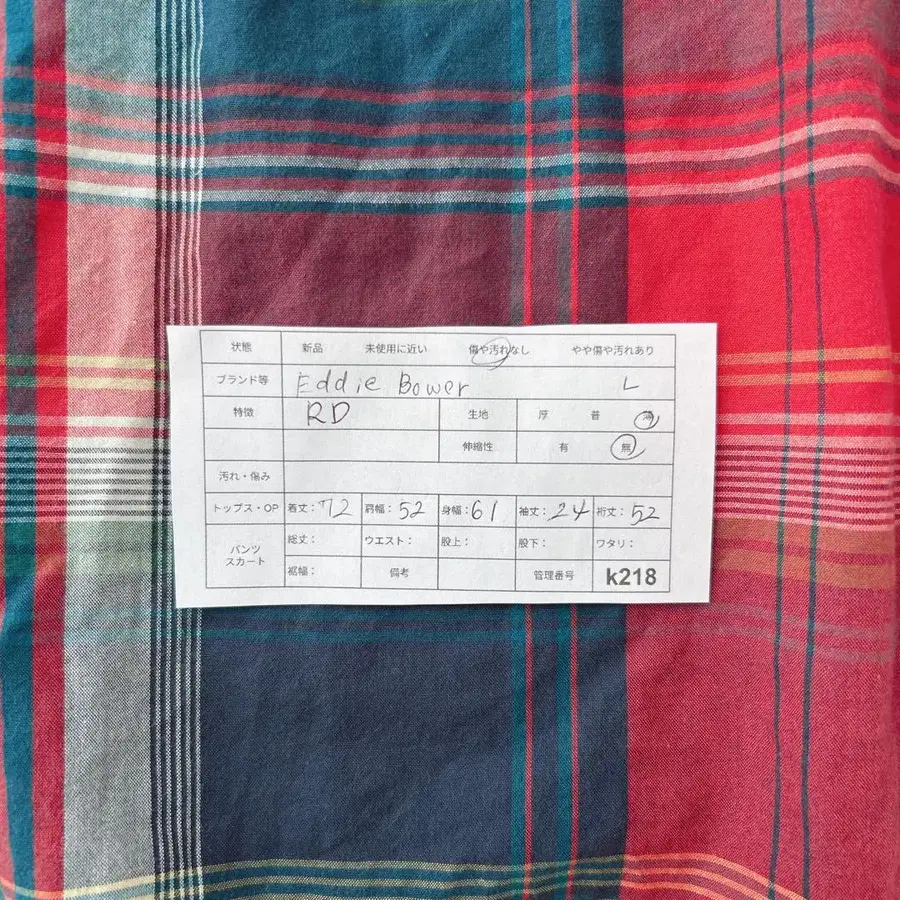 状態 新品 未使用に近い 傷や汚れなし やや傷や汚れあり
ブランド等 Eddie Bower L
特徴 RD 生地 厚 普 薄
伸縮性 有 無
汚れ・傷み
トップス・OP 着丈：72 肩幅：52 身幅：61 袖丈：24 裄丈：52
パンツ スカート 総丈： ウエスト： 股上： 股下： ワタリ：
裾幅： 備考 管理番号 k218